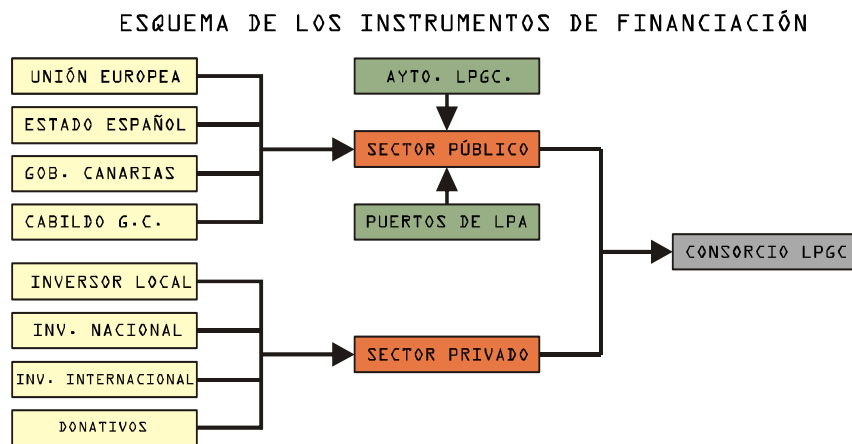 ESQUEMA DE LOS INSTRUMENTOS DE FINANCIACIÓN
UNIÓN EUROPEA
ESTADO ESPAÑOL
GOB. CANARIAS
CABILDO G.C.
INVERSOR LOCAL
INV. NACIONAL
INV. INTERNACIONAL
DONATIVOS
AYTO. LPGC.
SECTOR PÚBLICO
PUERTOS DE LPA
SECTOR PRIVADO
CONSORCIO LPGC